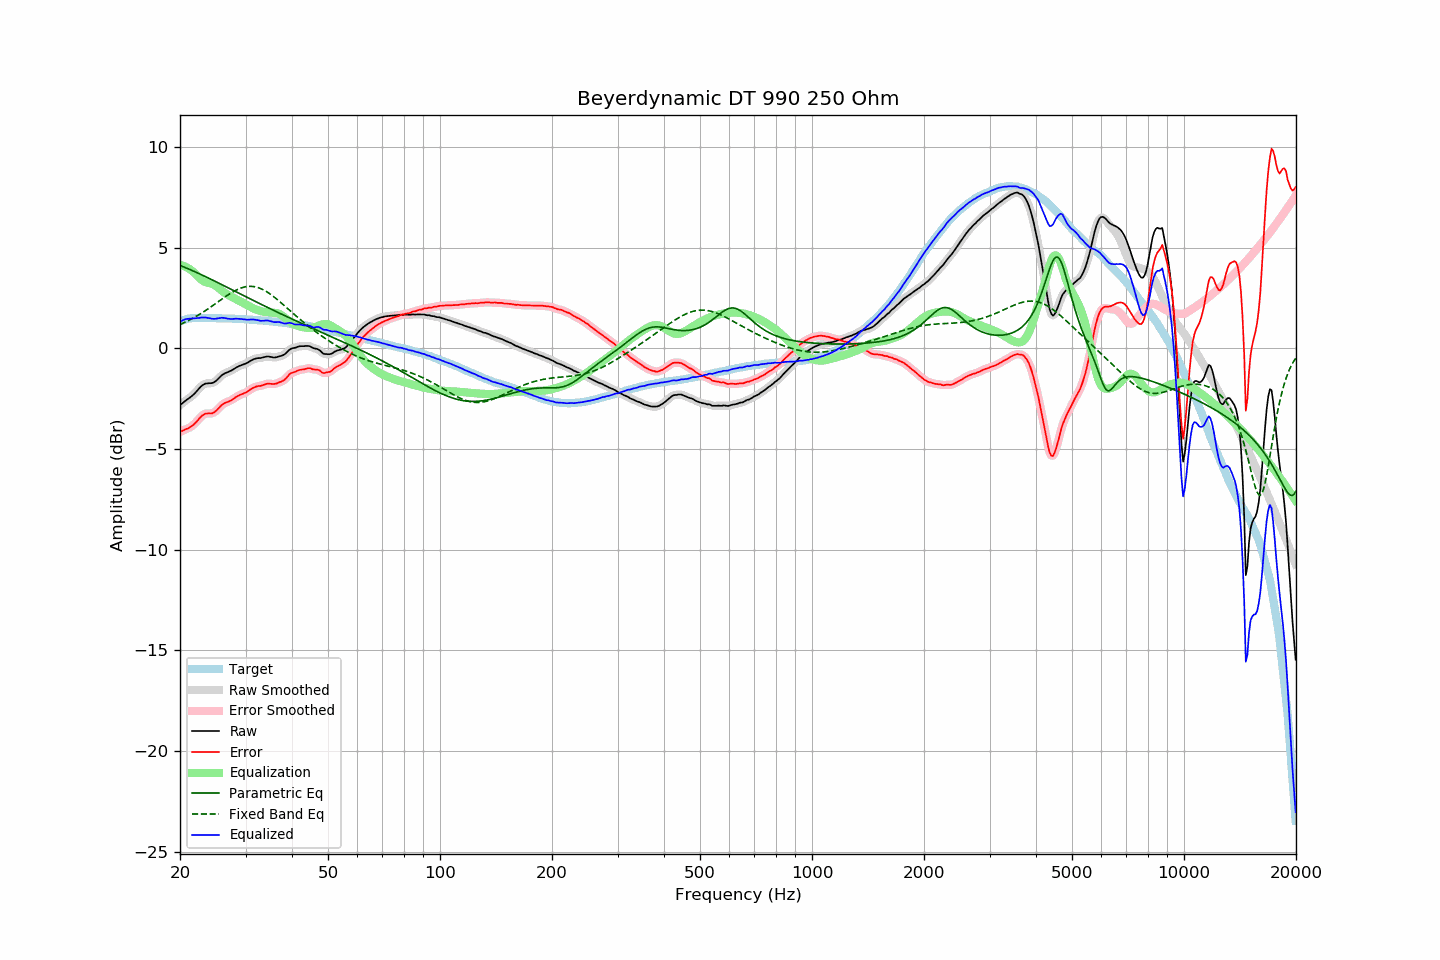 Beyerdynamic DT 990 250 Ohm
Amplitude (dBr)
10
5
0
−5
−10
−15
−20
−25
Target
Raw Smoothed
Error Smoothed
Raw
Error
Equalization
Parametric Eq
Fixed Band Eq
Equalized
20 50 100 200 500 1000 2000 5000 10000 20000
Frequency (Hz)